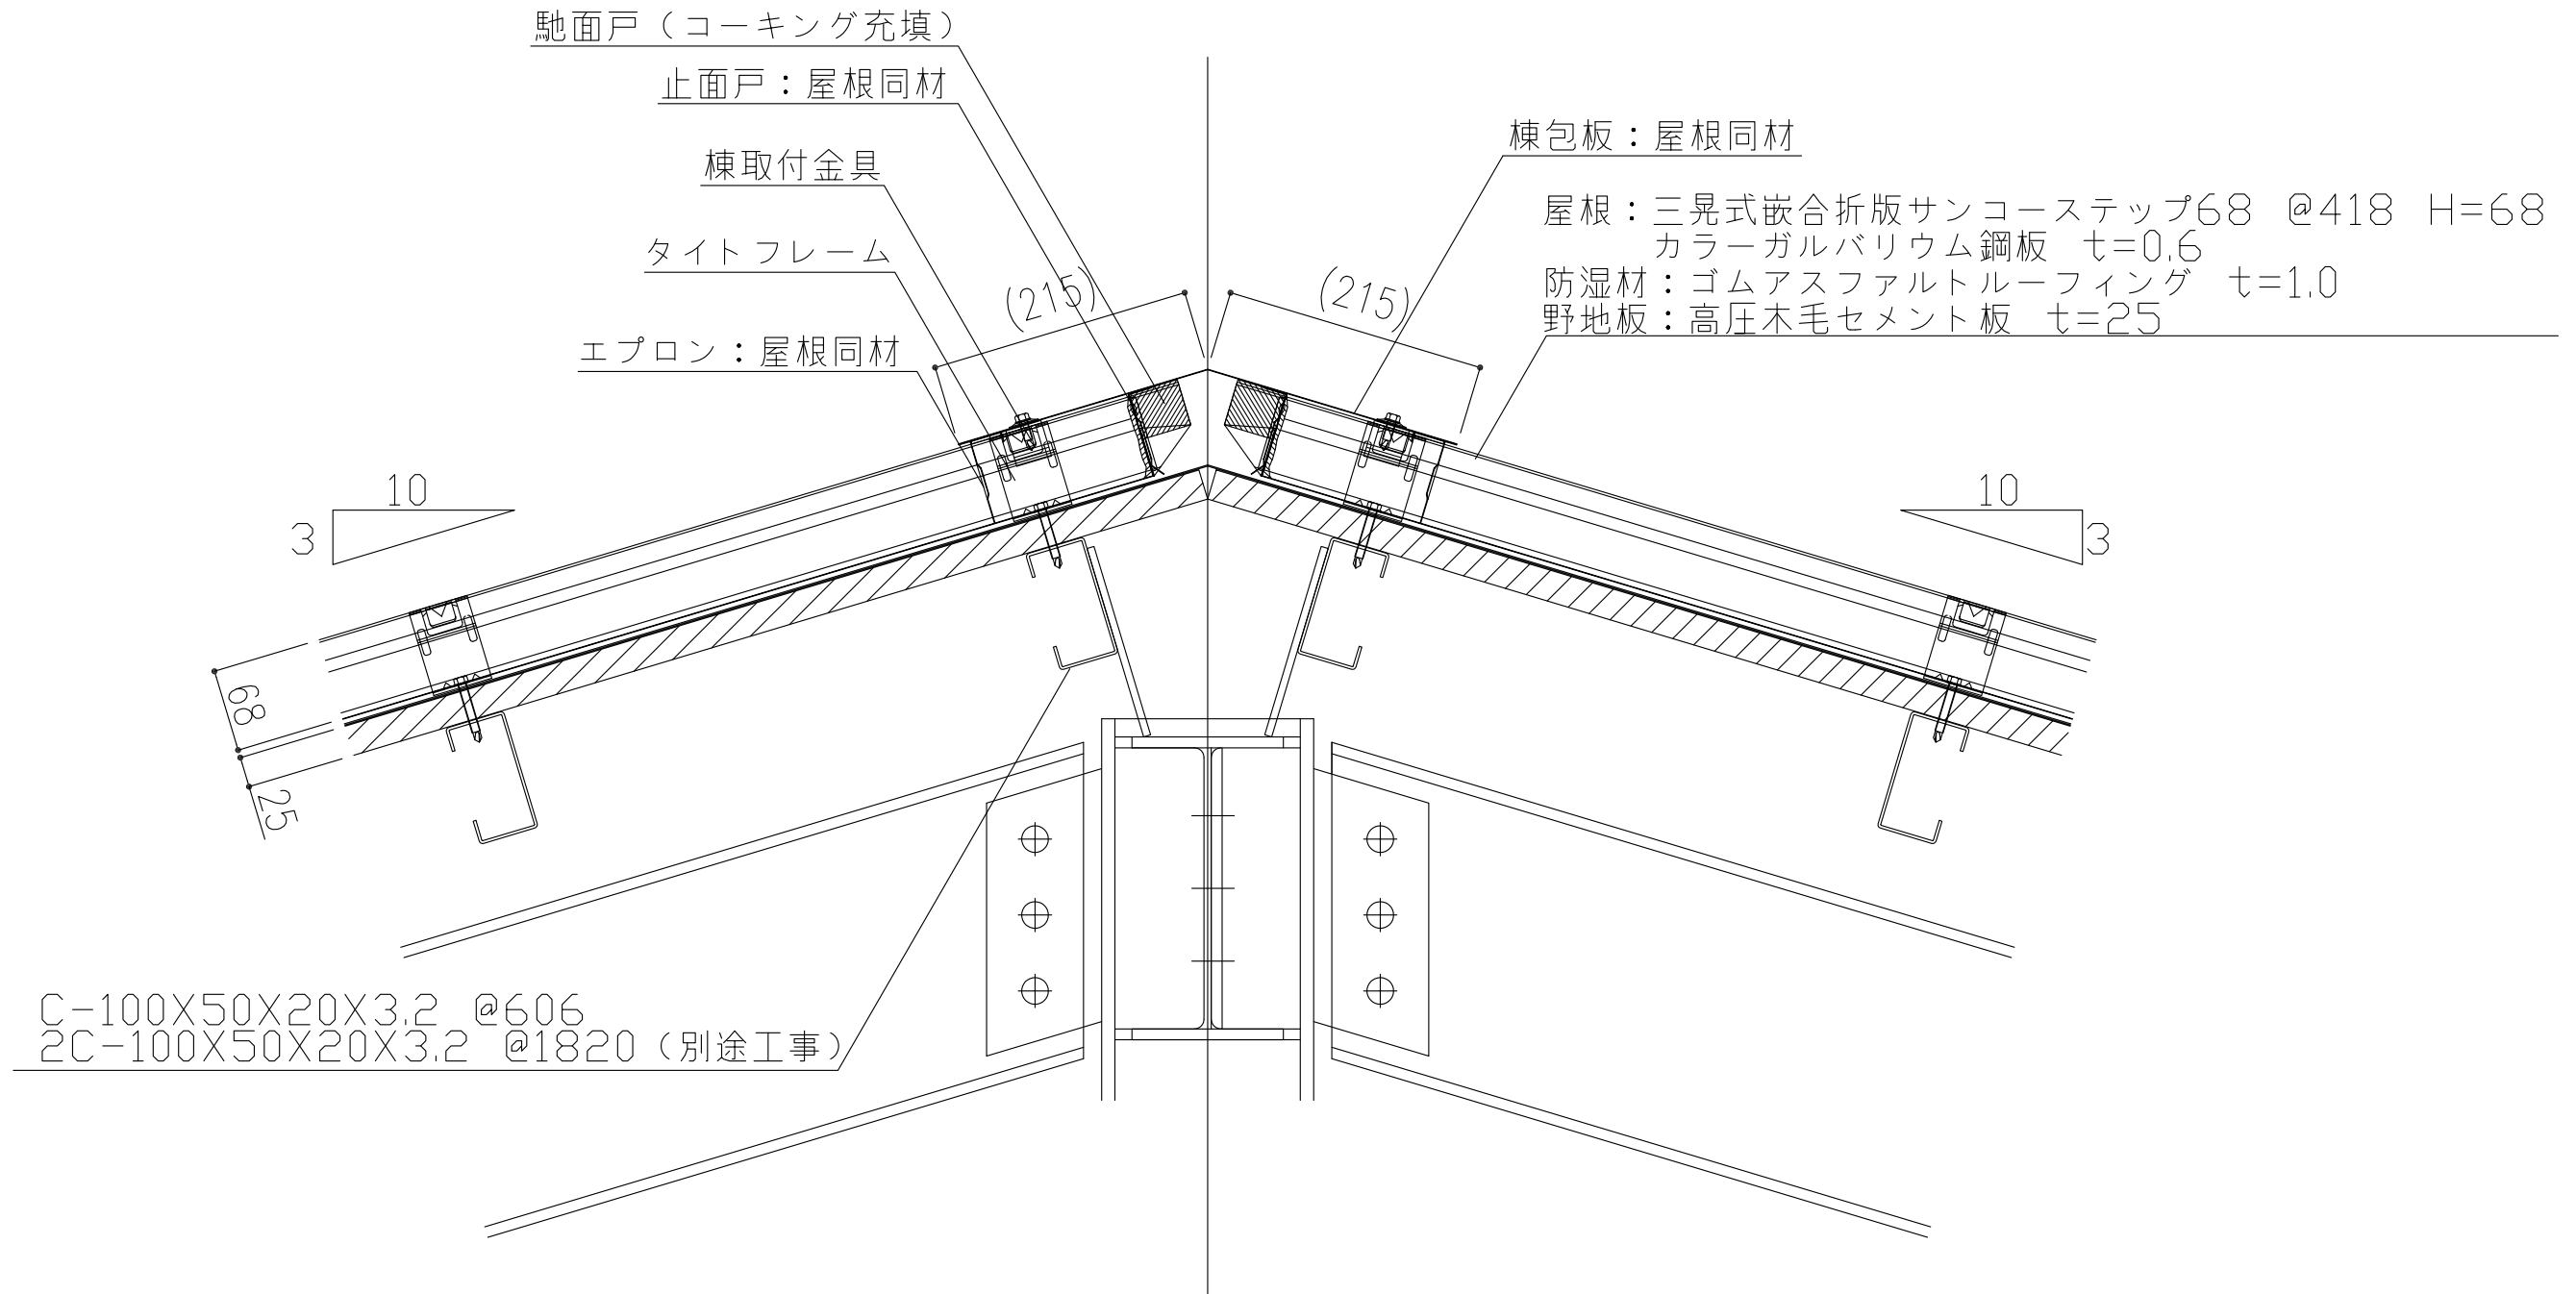 馳面戸（コーキング充填）
止面戸：屋根同材
棟取付金具
タイトフレーム
エプロン：屋根同材
棟包板：屋根同材
屋根：三晃式嵌合折版サンコーステップ68 @418 H=68
カラーガルバリウム鋼板 t=0.6
防湿材：ゴムアスファルトルーフィング t=1.0
野地板：高圧木毛セメント板 t=25
(215)
(215)
10
3
10
3
68
25
C-100X50X20X3.2 @606
2C-100X50X20X3.2 @1820（別途工事）